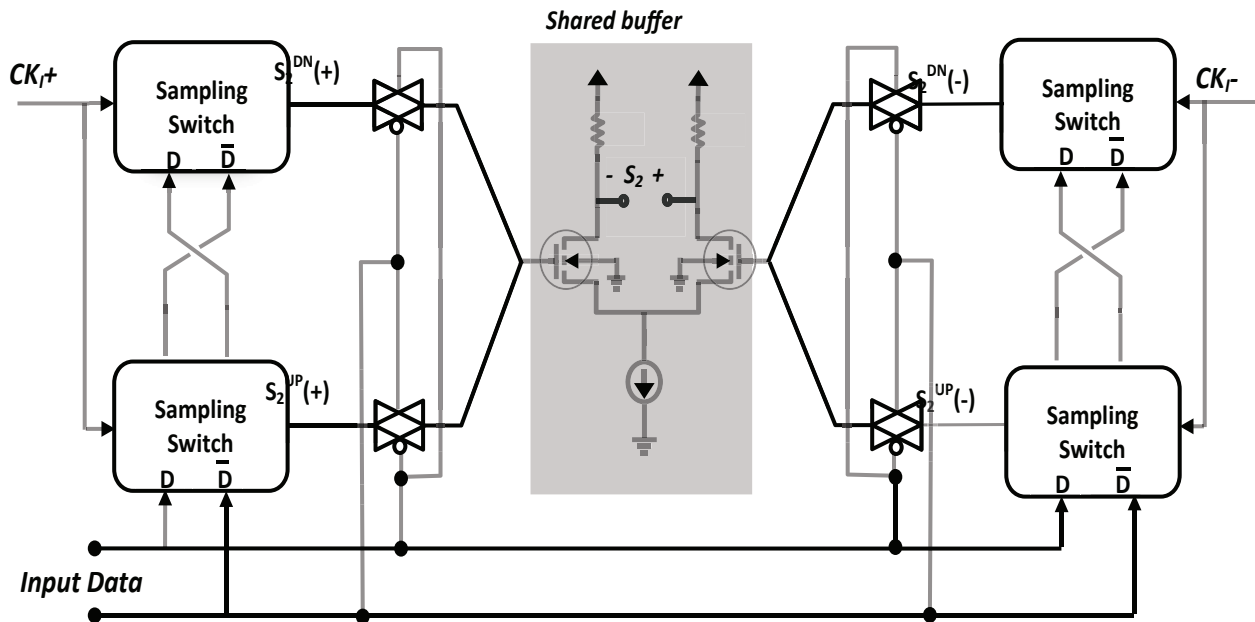 Shared buffer
CKI+
Sampling
Switch
D D̅
S2DN(+)
- S2 +
S2DN(-)
Sampling
Switch
D D̅
CKI-
Sampling
Switch
D D̅
S2UP(+)
S2UP(-)
Sampling
Switch
D D̅
Input Data